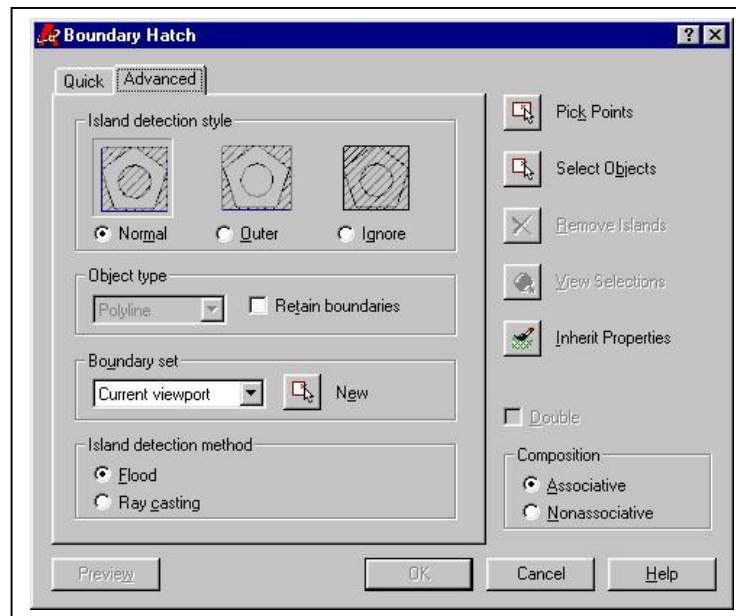 Boundary Hatch
Quick Advanced
Island detection style
Normal Outer Ignore
Object type
Polyline Retain boundaries
Boundary set
Current viewport New
Island detection method
Flood
Ray casting
Pick Points
Select Objects
Remove Islands
View Selections
Inherit Properties
Double
Composition
Associative
Nonassociative
Preview OK Cancel Help